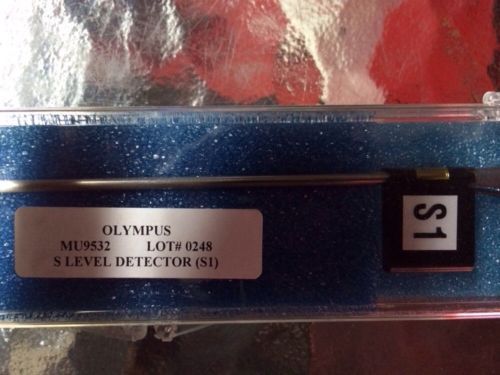 OLYMPUS
MU9532 LOT# 0248
S LEVEL DETECTOR (S1)
S1